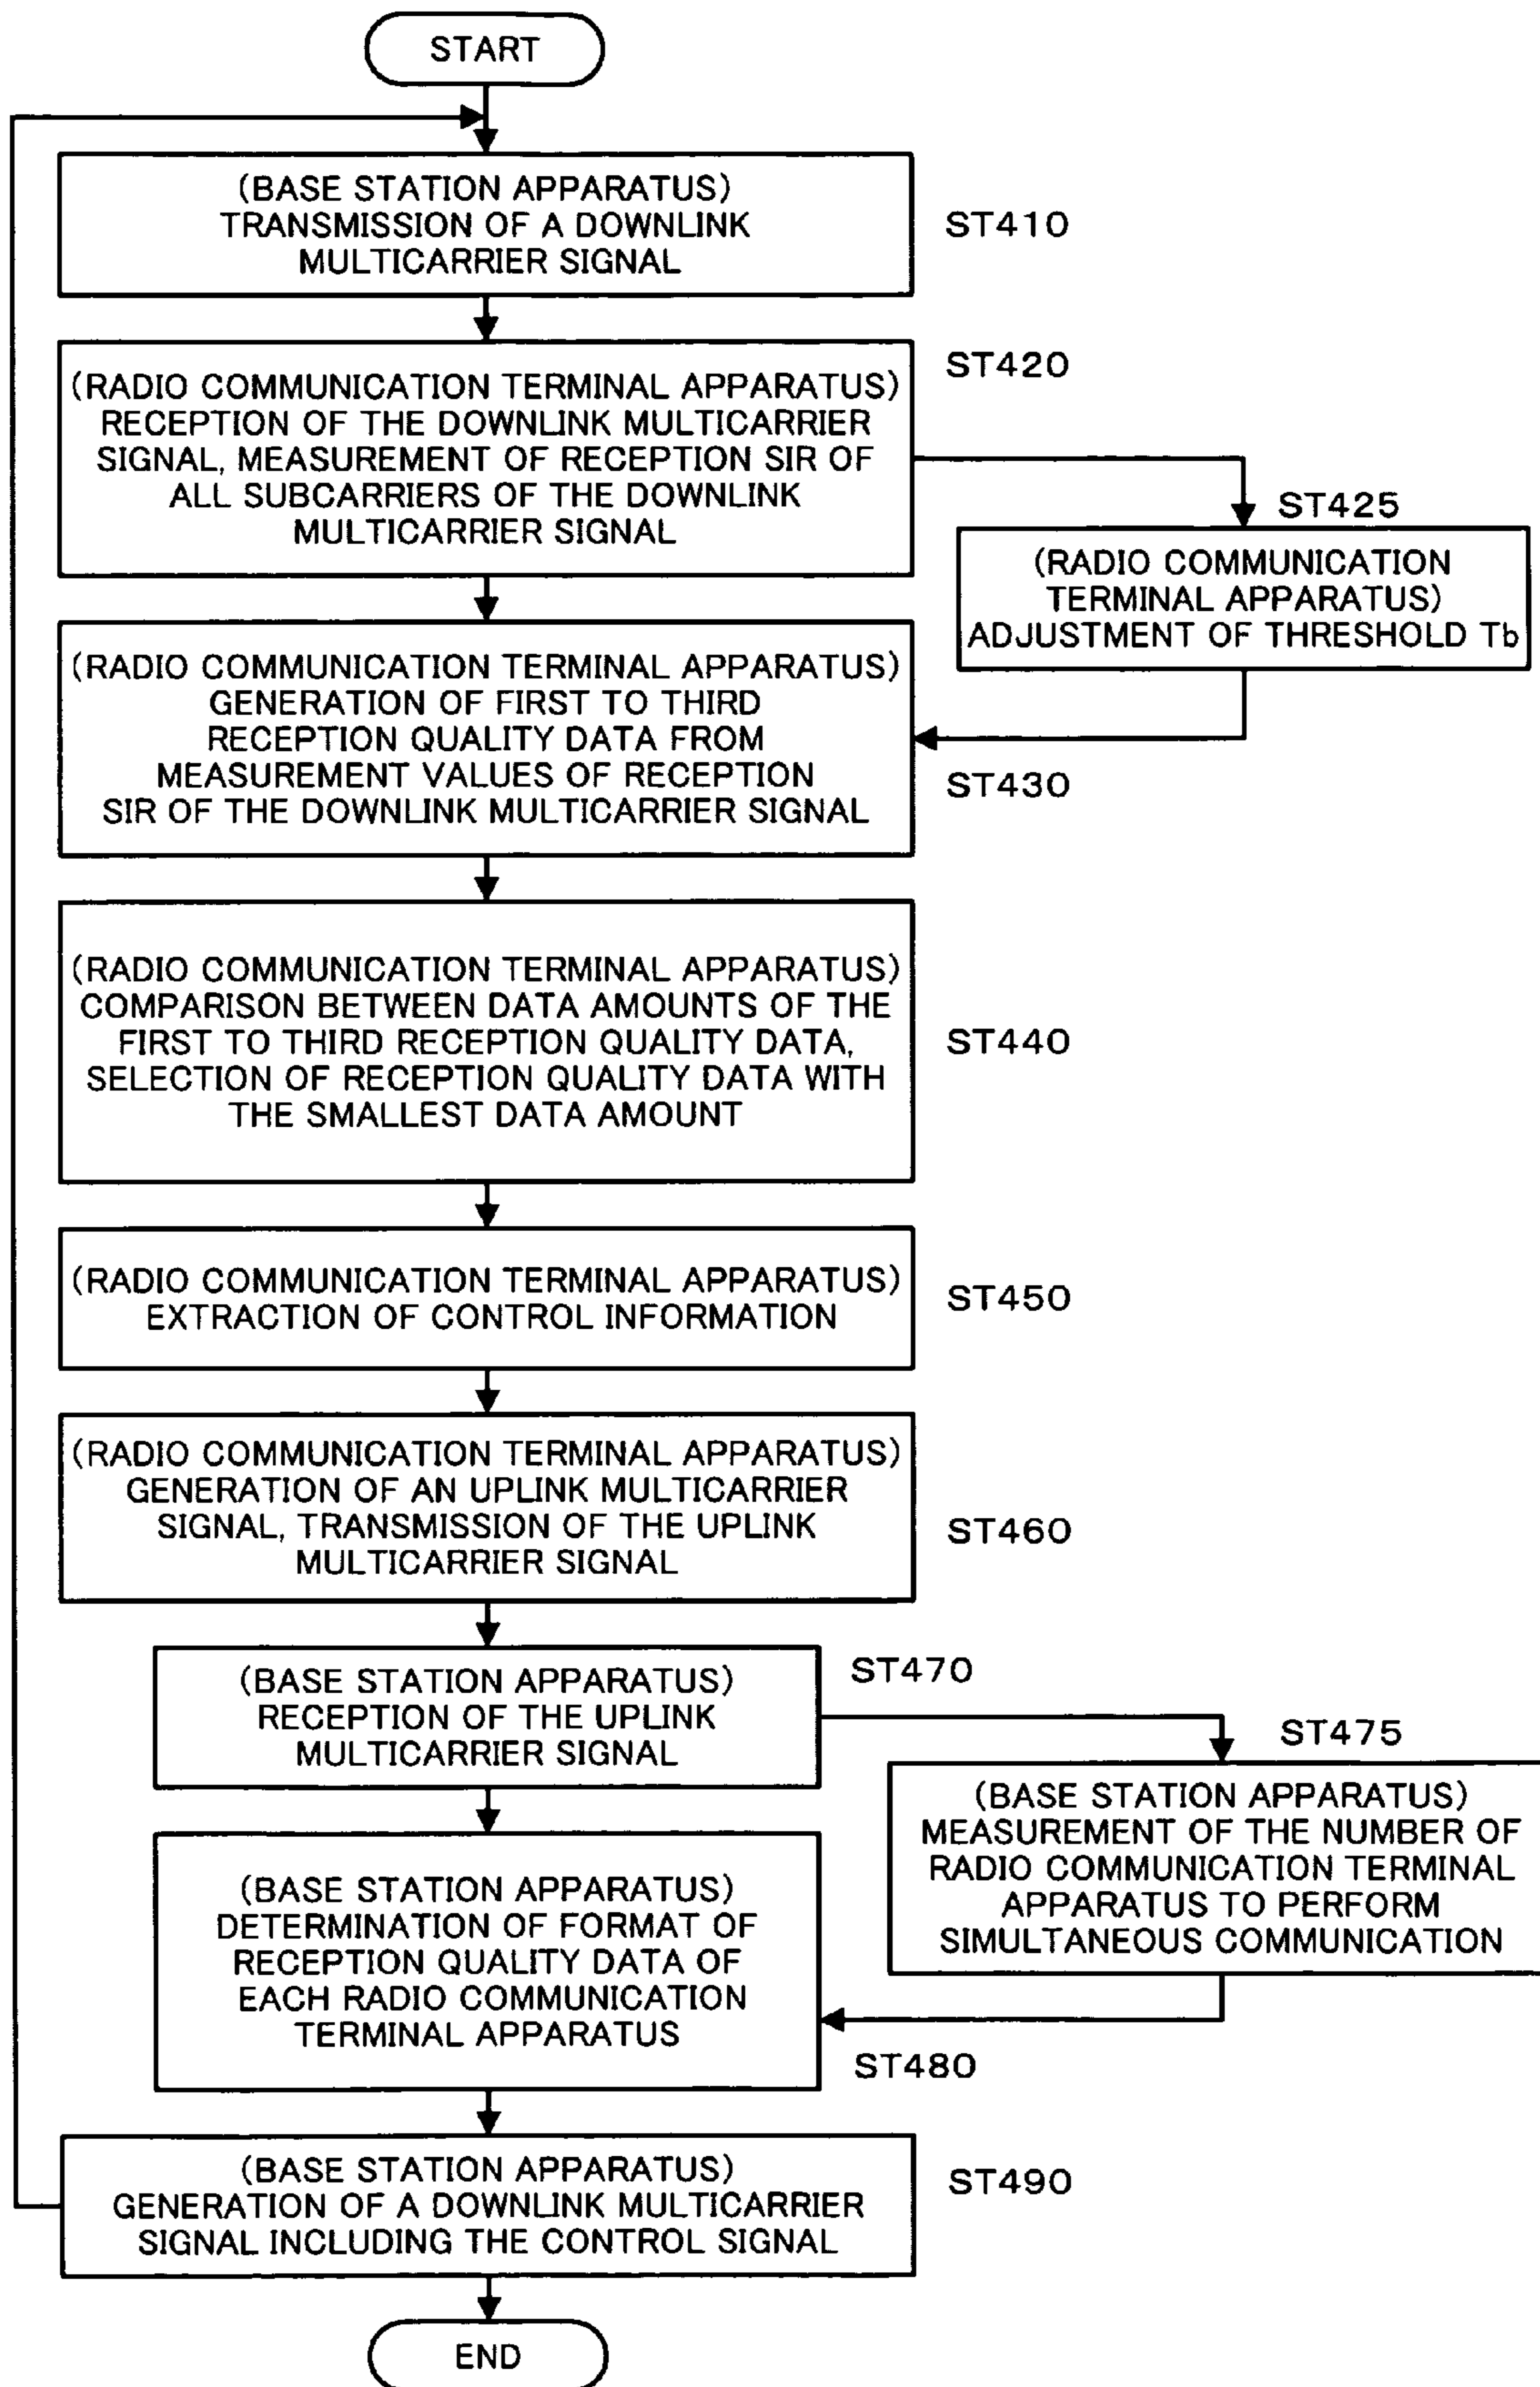 START
(BASE STATION APPARATUS)
TRANSMISSION OF A DOWNLINK
MULTICARRIER SIGNAL
ST410
(RADIO COMMUNICATION TERMINAL APPARATUS)
RECEPTION OF THE DOWNLINK MULTICARRIER
SIGNAL, MEASUREMENT OF RECEPTION SIR OF
ALL SUBCARRIERS OF THE DOWNLINK
MULTICARRIER SIGNAL
ST420
ST425
(RADIO COMMUNICATION
TERMINAL APPARATUS)
ADJUSTMENT OF THRESHOLD Tb
(RADIO COMMUNICATION TERMINAL APPARATUS)
GENERATION OF FIRST TO THIRD
RECEPTION QUALITY DATA FROM
MEASUREMENT VALUES OF RECEPTION
SIR OF THE DOWNLINK MULTICARRIER SIGNAL
ST430
(RADIO COMMUNICATION TERMINAL APPARATUS)
COMPARISON BETWEEN DATA AMOUNTS OF THE
FIRST TO THIRD RECEPTION QUALITY DATA,
SELECTION OF RECEPTION QUALITY DATA WITH
THE SMALLEST DATA AMOUNT
ST440
(RADIO COMMUNICATION TERMINAL APPARATUS)
EXTRACTION OF CONTROL INFORMATION
ST450
(RADIO COMMUNICATION TERMINAL APPARATUS)
GENERATION OF AN UPLINK MULTICARRIER
SIGNAL, TRANSMISSION OF THE UPLINK
MULTICARRIER SIGNAL
ST460
(BASE STATION APPARATUS)
RECEPTION OF THE UPLINK
MULTICARRIER SIGNAL
ST470
ST475
(BASE STATION APPARATUS)
MEASUREMENT OF THE NUMBER OF
RADIO COMMUNICATION TERMINAL
APPARATUS TO PERFORM
SIMULTANEOUS COMMUNICATION
(BASE STATION APPARATUS)
DETERMINATION OF FORMAT OF
RECEPTION QUALITY DATA OF
EACH RADIO COMMUNICATION
TERMINAL APPARATUS
ST480
(BASE STATION APPARATUS)
GENERATION OF A DOWNLINK MULTICARRIER
SIGNAL INCLUDING THE CONTROL SIGNAL
ST490
END